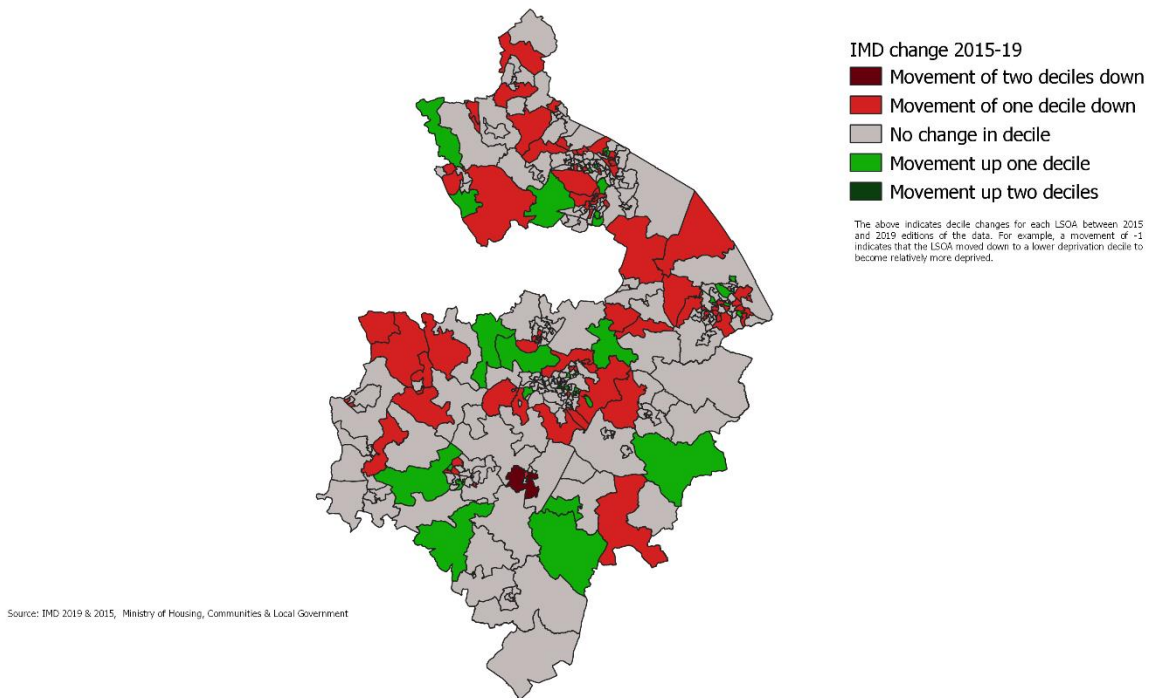 IMD change 2015-19
Movement of two deciles down
Movement of one decile down
No change in decile
Movement up one decile
Movement up two deciles
The above indicates decile changes for each LSOA between 2015
and 2019 editions of the data. For example, a movement of -1
indicates that the LSOA moved down to a lower deprivation decile to
become relatively more deprived.
Source: IMD 2019 & 2015, Ministry of Housing, Communities & Local Government